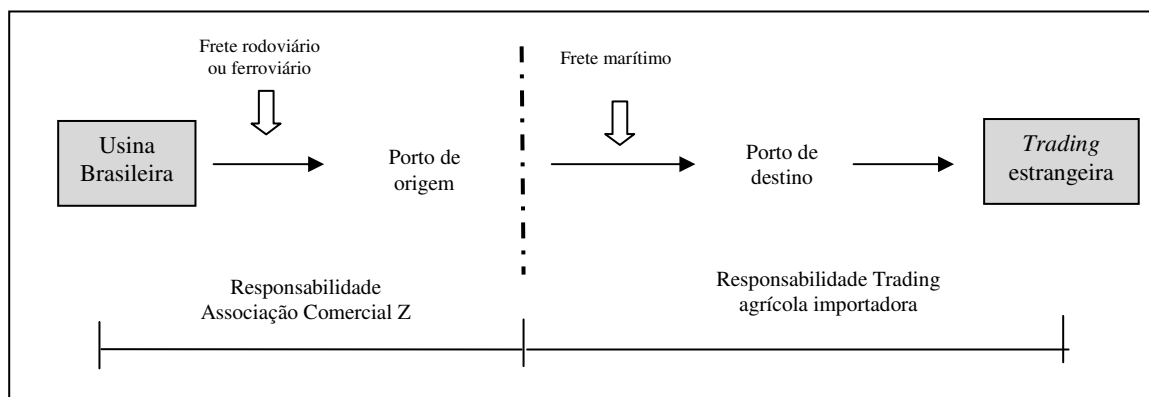 Frete rodoviário
ou ferroviário
Frete marítimo
Usina
Brasileira
Porto de
origem
Porto de
destino
Trading
estrangeira
Responsabilidade
Associação Comercial Z
Responsabilidade Trading
agrícola importadora